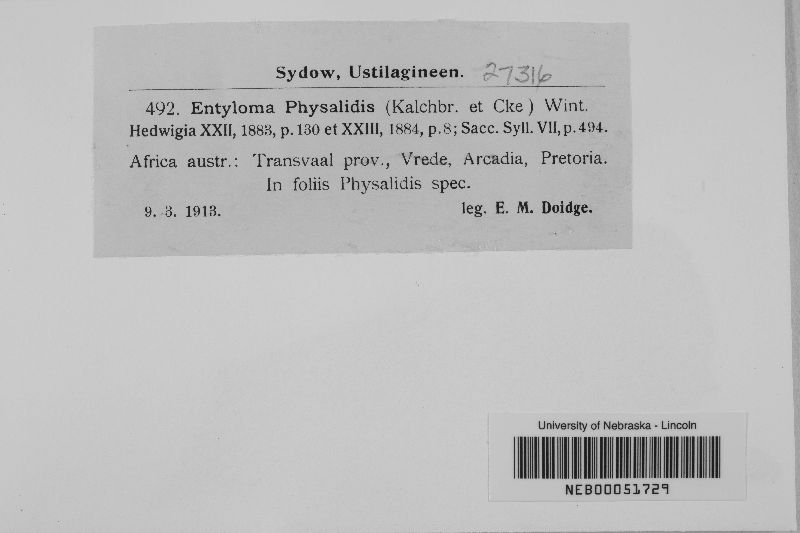 Sydow, Ustilagineen. 27316
492. Entyloma Physalidis (Kalchbr. et Cke) Wint.
Hedwigia XXII, 1883, p. 130 et XXIII, 1884, p. 8; Sacc. Syll. VII, p. 494.
Africa austr.: Transvaal prov., Vrede, Arcadia, Pretoria.
In foliis Physalidis spec.
9. 3. 1913. leg. E. M. Doidge.
University of Nebraska - Lincoln
NEB00051729